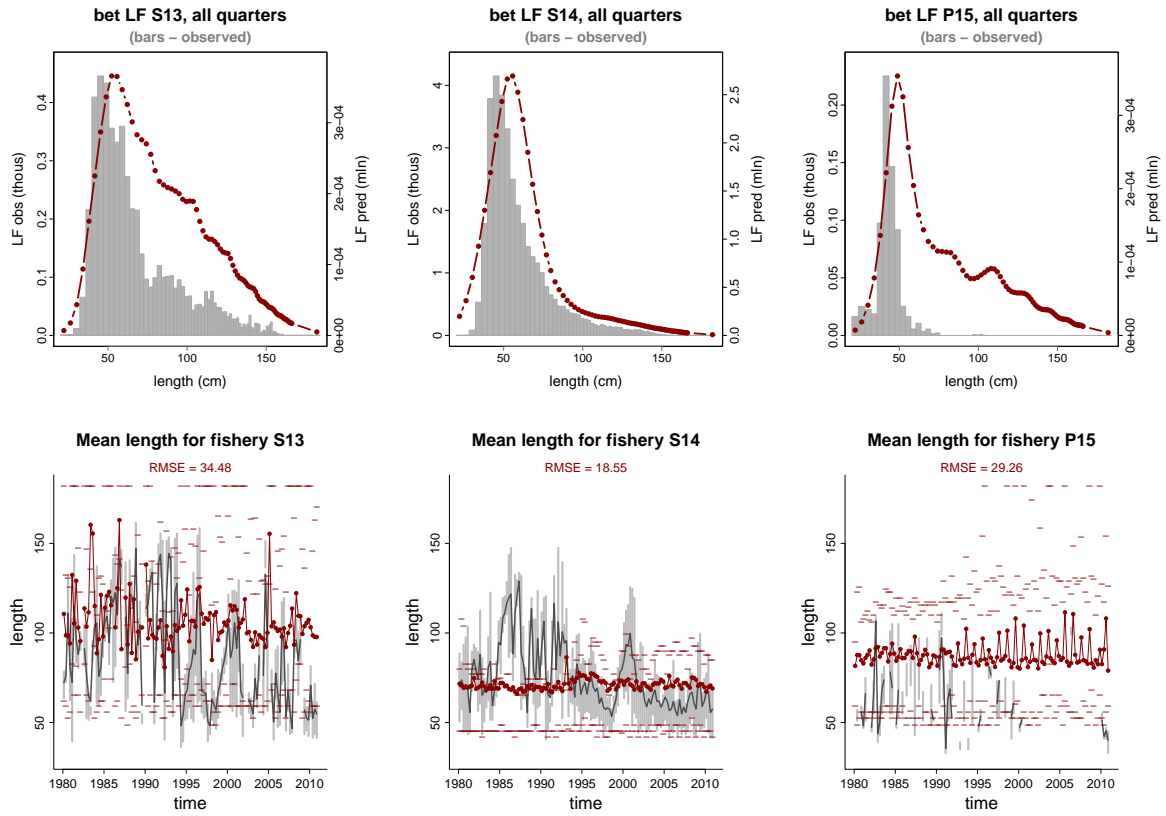 bet LF S13, all quarters
(bars − observed)
LF obs (thous)
0.0
0.1
0.2
0.3
0.4
LF pred (mln)
0e+00
1e−04
2e−04
3e−04
50
100
150
length (cm)
bet LF S14, all quarters
(bars − observed)
LF obs (thous)
0
1
2
3
4
LF pred (mln)
0.0
0.5
1.0
1.5
2.0
2.5
50
100
150
length (cm)
bet LF P15, all quarters
(bars − observed)
LF obs (thous)
0.00
0.05
0.10
0.15
0.20
LF pred (mln)
0e+00
1e−04
2e−04
3e−04
50
100
150
length (cm)
Mean length for fishery S13
RMSE = 34.48
length
50
100
150
1980 1985 1990 1995 2000 2005 2010
time
Mean length for fishery S14
RMSE = 18.55
length
50
100
150
1980 1985 1990 1995 2000 2005 2010
time
Mean length for fishery P15
RMSE = 29.26
length
50
100
150
1980 1985 1990 1995 2000 2005 2010
time